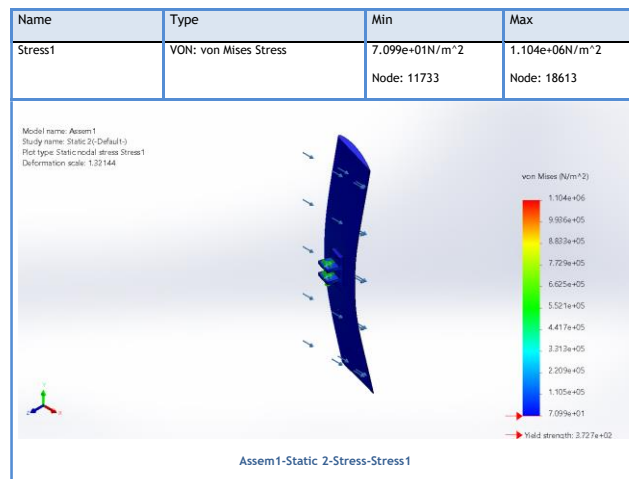 Name Type Min Max
Stress1 VON: von Mises Stress 7.099e+01N/m^2 1.104e+06N/m^2
Node: 11733 Node: 18613
Model name: Assem1
Study name: Static 2(-Default-)
Plot type: Static nodal stress Stress1
Deformation scale: 1.32144
von Mises (N/m^2)
1.104e+06
9.936e+05
8.833e+05
7.729e+05
6.625e+05
5.521e+05
4.417e+05
3.313e+05
2.209e+05
1.105e+05
7.099e+01
Yield strength: 3.727e+02
Assem1-Static 2-Stress-Stress1